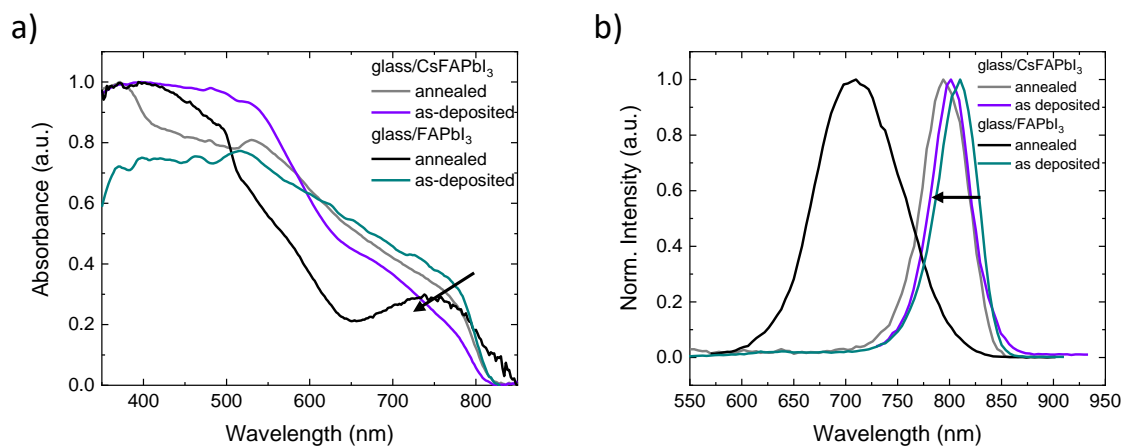 a)
glass/CsFAPbI3
annealed
as-deposited
glass/FAPbI3
annealed
as-deposited
Absorbance (a.u.)
1.0
0.8
0.6
0.4
0.2
0.0
400 500 600 700 800
Wavelength (nm)
b)
glass/CsFAPbI3
annealed
as deposited
glass/FAPbI3
annealed
as deposited
Norm. Intensity (a.u.)
1.0
0.8
0.6
0.4
0.2
0.0
550 600 650 700 750 800 850 900 950
Wavelength (nm)